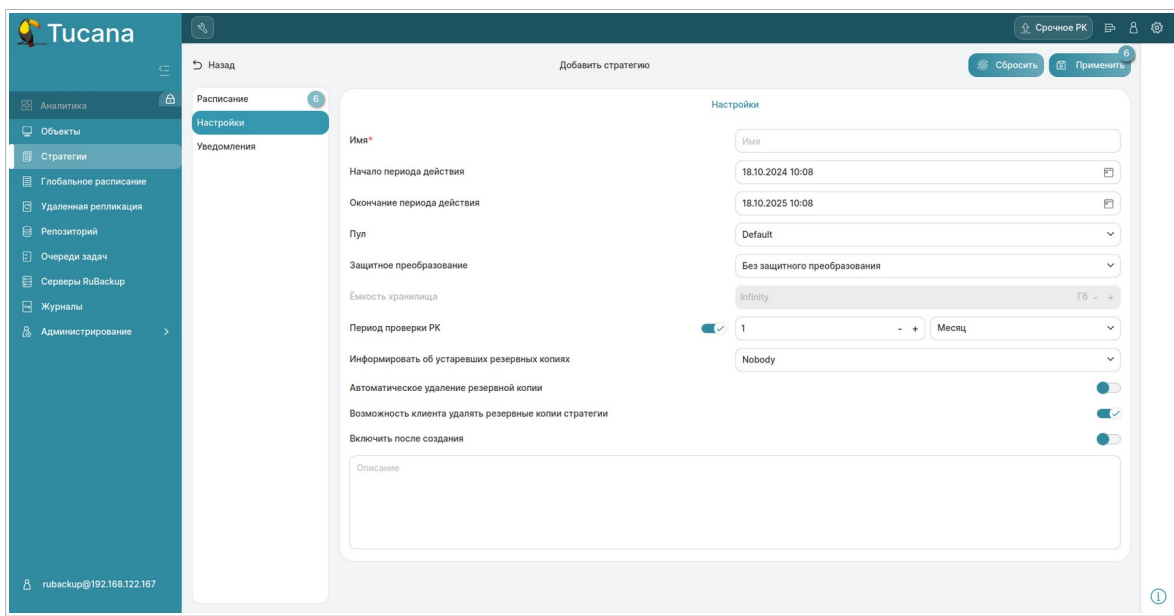 Tucana
Срочное РК
Назад
Добавить стратегию
Сбросить
Применить
6
Аналитика
Объекты
Стратегии
Глобальное расписание
Удаленная репликация
Репозиторий
Очереди задач
Серверы RuBackup
Журналы
Администрирование
rubackup@192.168.122.167
Расписание
6
Настройки
Уведомления
Настройки
Имя*
Имя
Начало периода действия
18.10.2024 10:08
Окончание периода действия
18.10.2025 10:08
Пул
Default
Защитное преобразование
Без защитного преобразования
Ёмкость хранилища
Infinity
Гб - +
Период проверки РК
1
- +
Месяц
Информировать об устаревших резервных копиях
Nobody
Автоматическое удаление резервной копии
Возможность клиента удалять резервные копии стратегии
Включить после создания
Описание